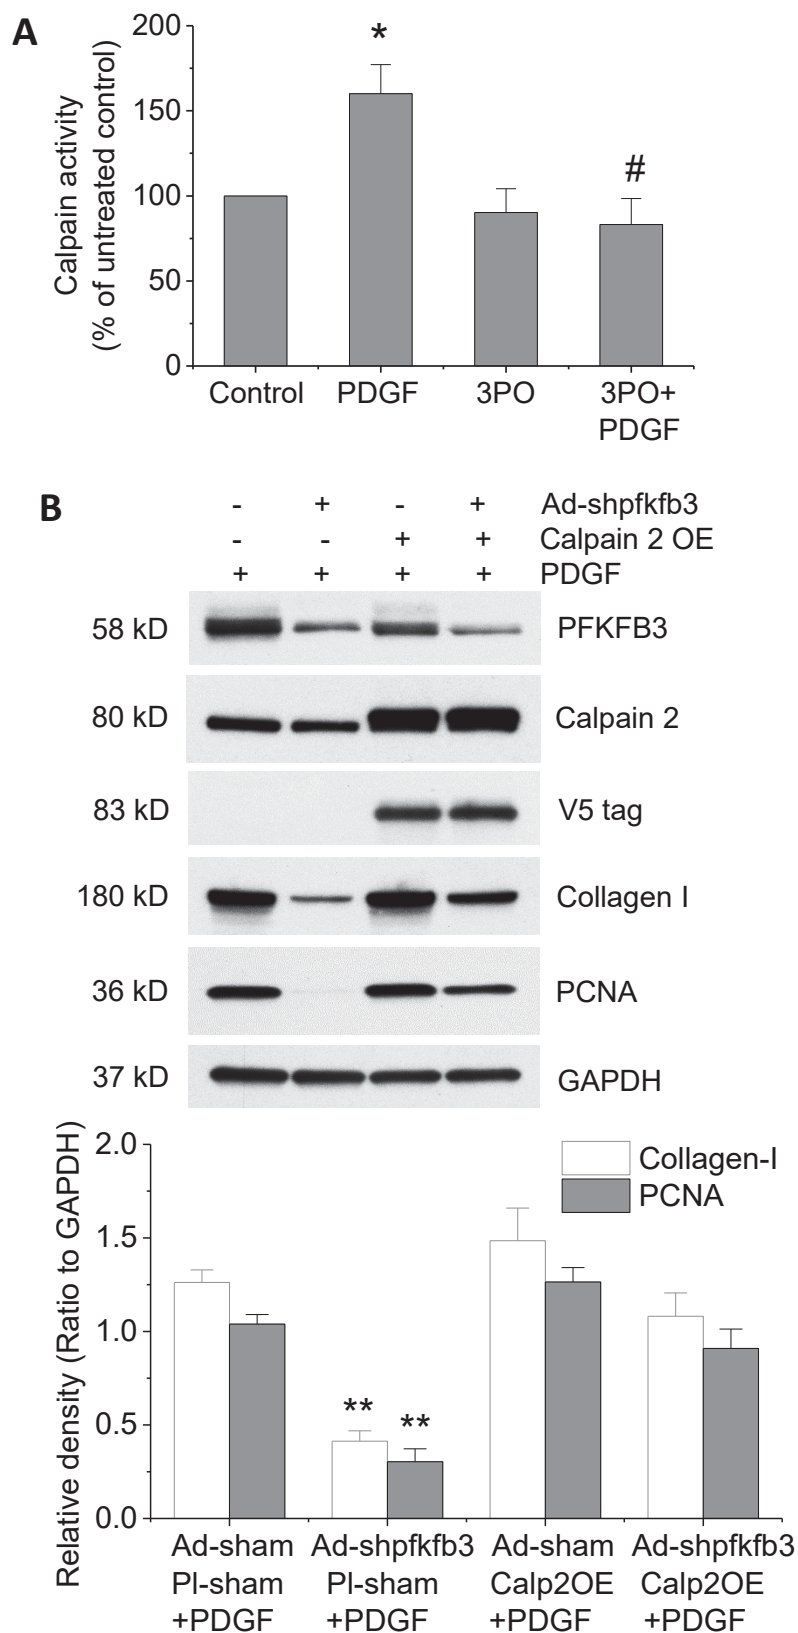 A
Calpain activity
(% of untreated control)
200
150
100
50
0
*
#
Control PDGF 3PO 3PO+
PDGF
B
- + - + Ad-shpfkfb3
- - + + Calpain 2 OE
+ + + + PDGF
58 kD PFKFB3
80 kD Calpain 2
83 kD V5 tag
180 kD Collagen I
36 kD PCNA
37 kD GAPDH
Relative density (Ratio to GAPDH)
2.0
1.5
1.0
0.5
0.0
Collagen-I
PCNA
** **
Ad-sham Ad-shpfkfb3 Ad-sham Ad-shpfkfb3
Pl-sham Pl-sham Calp2OE Calp2OE
+PDGF +PDGF +PDGF +PDGF